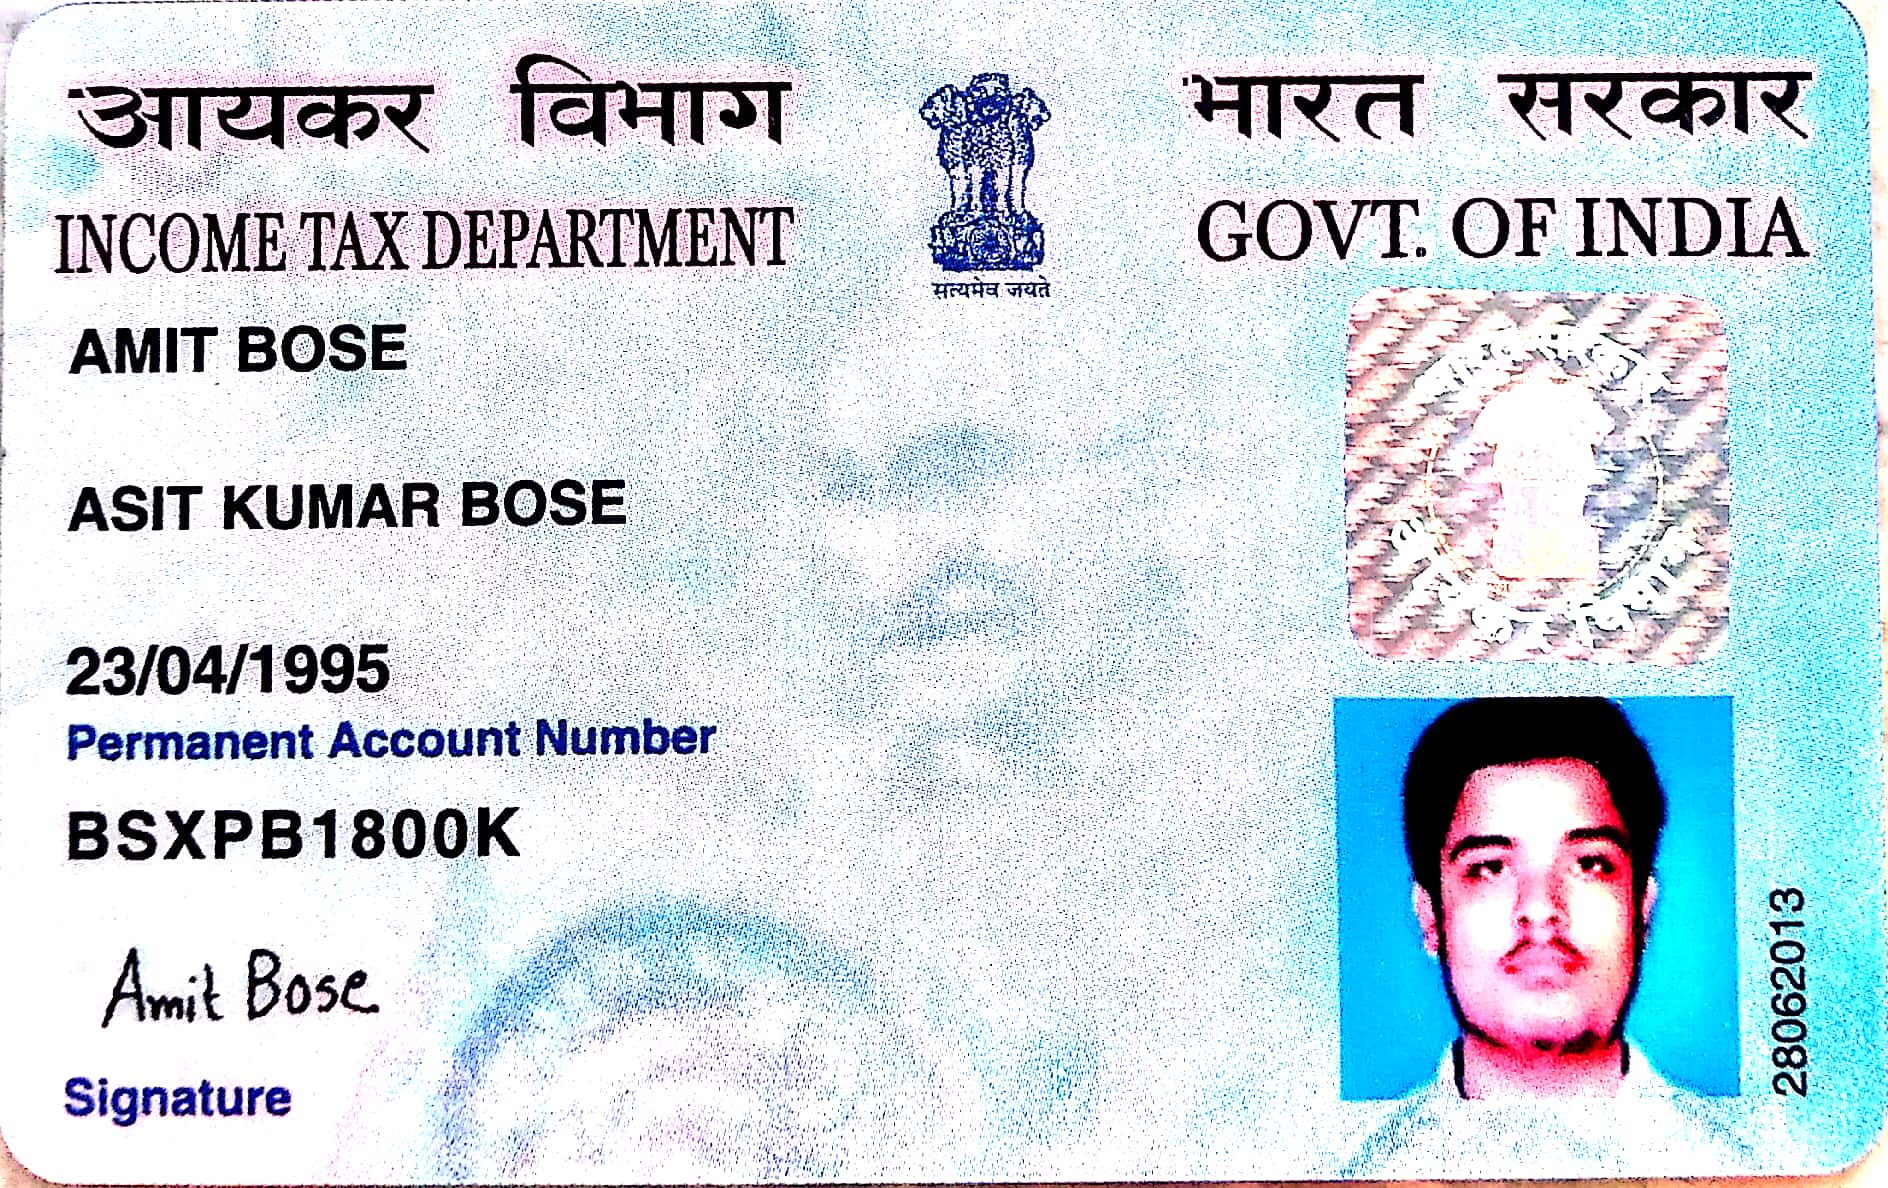 आयकर विभाग
INCOME TAX DEPARTMENT
सत्यमेव जयते
भारत सरकार
GOVT. OF INDIA
AMIT BOSE
ASIT KUMAR BOSE
23/04/1995
Permanent Account Number
BSXPB1800K
Amit Bose
Signature
28062013